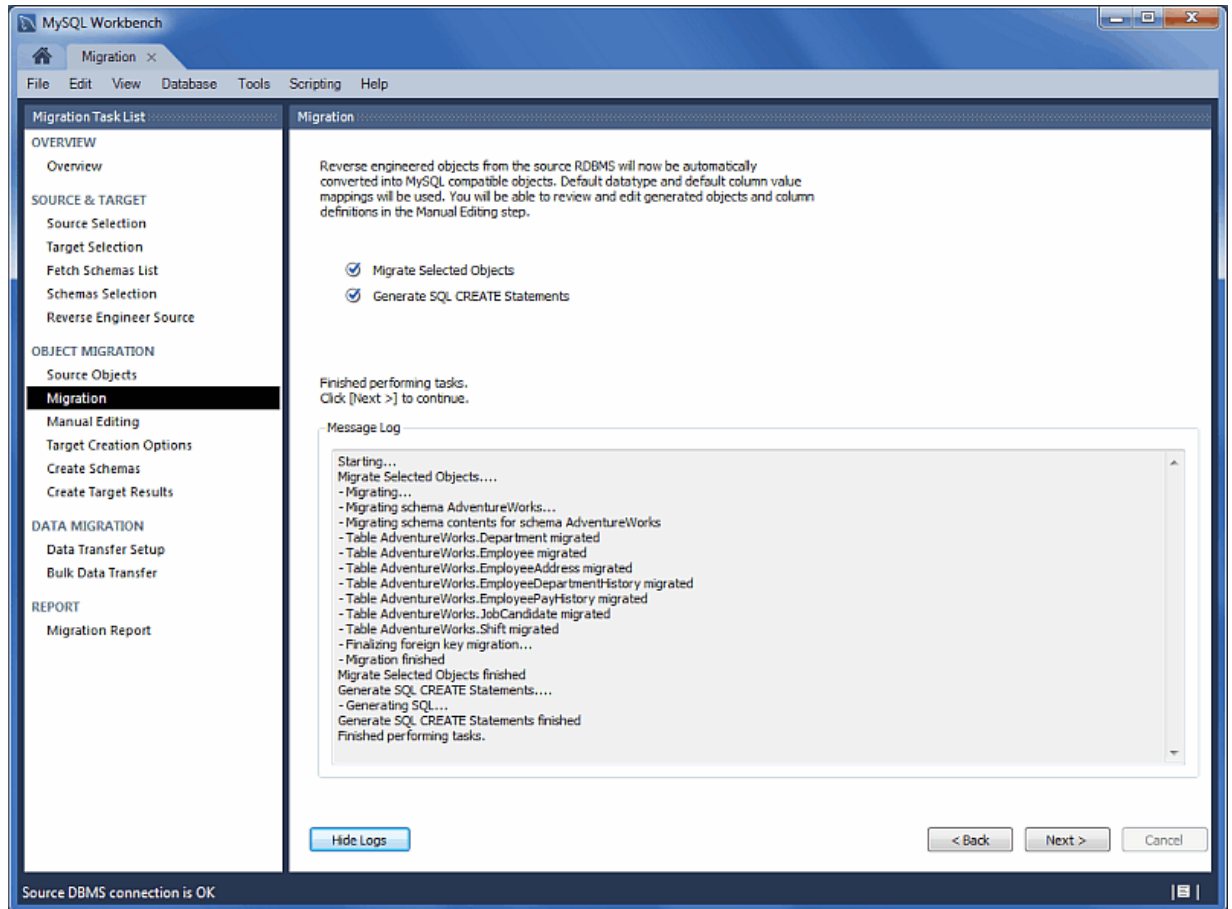 MySQL Workbench
Migration
File Edit View Database Tools Scripting Help
Migration Task List
OVERVIEW
Overview
SOURCE & TARGET
Source Selection
Target Selection
Fetch Schemas List
Schemas Selection
Reverse Engineer Source
OBJECT MIGRATION
Source Objects
Migration
Manual Editing
Target Creation Options
Create Schemas
Create Target Results
DATA MIGRATION
Data Transfer Setup
Bulk Data Transfer
REPORT
Migration Report
Migration
Reverse engineered objects from the source RDBMS will now be automatically
converted into MySQL compatible objects. Default datatype and default column value
mappings will be used. You will be able to review and edit generated objects and column
definitions in the Manual Editing step.
Migrate Selected Objects
Generate SQL CREATE Statements
Finished performing tasks.
Click [Next >] to continue.
Message Log
Starting...
Migrate Selected Objects....
- Migrating...
- Migrating schema AdventureWorks...
- Migrating schema contents for schema AdventureWorks
- Table AdventureWorks.Department migrated
- Table AdventureWorks.Employee migrated
- Table AdventureWorks.EmployeeAddress migrated
- Table AdventureWorks.EmployeeDepartmentHistory migrated
- Table AdventureWorks.EmployeePayHistory migrated
- Table AdventureWorks.JobCandidate migrated
- Table AdventureWorks.Shift migrated
- Finalizing foreign key migration...
- Migration finished
Migrate Selected Objects finished
Generate SQL CREATE Statements....
- Generating SQL...
Generate SQL CREATE Statements finished
Finished performing tasks.
Hide Logs
< Back
Next >
Cancel
Source DBMS connection is OK